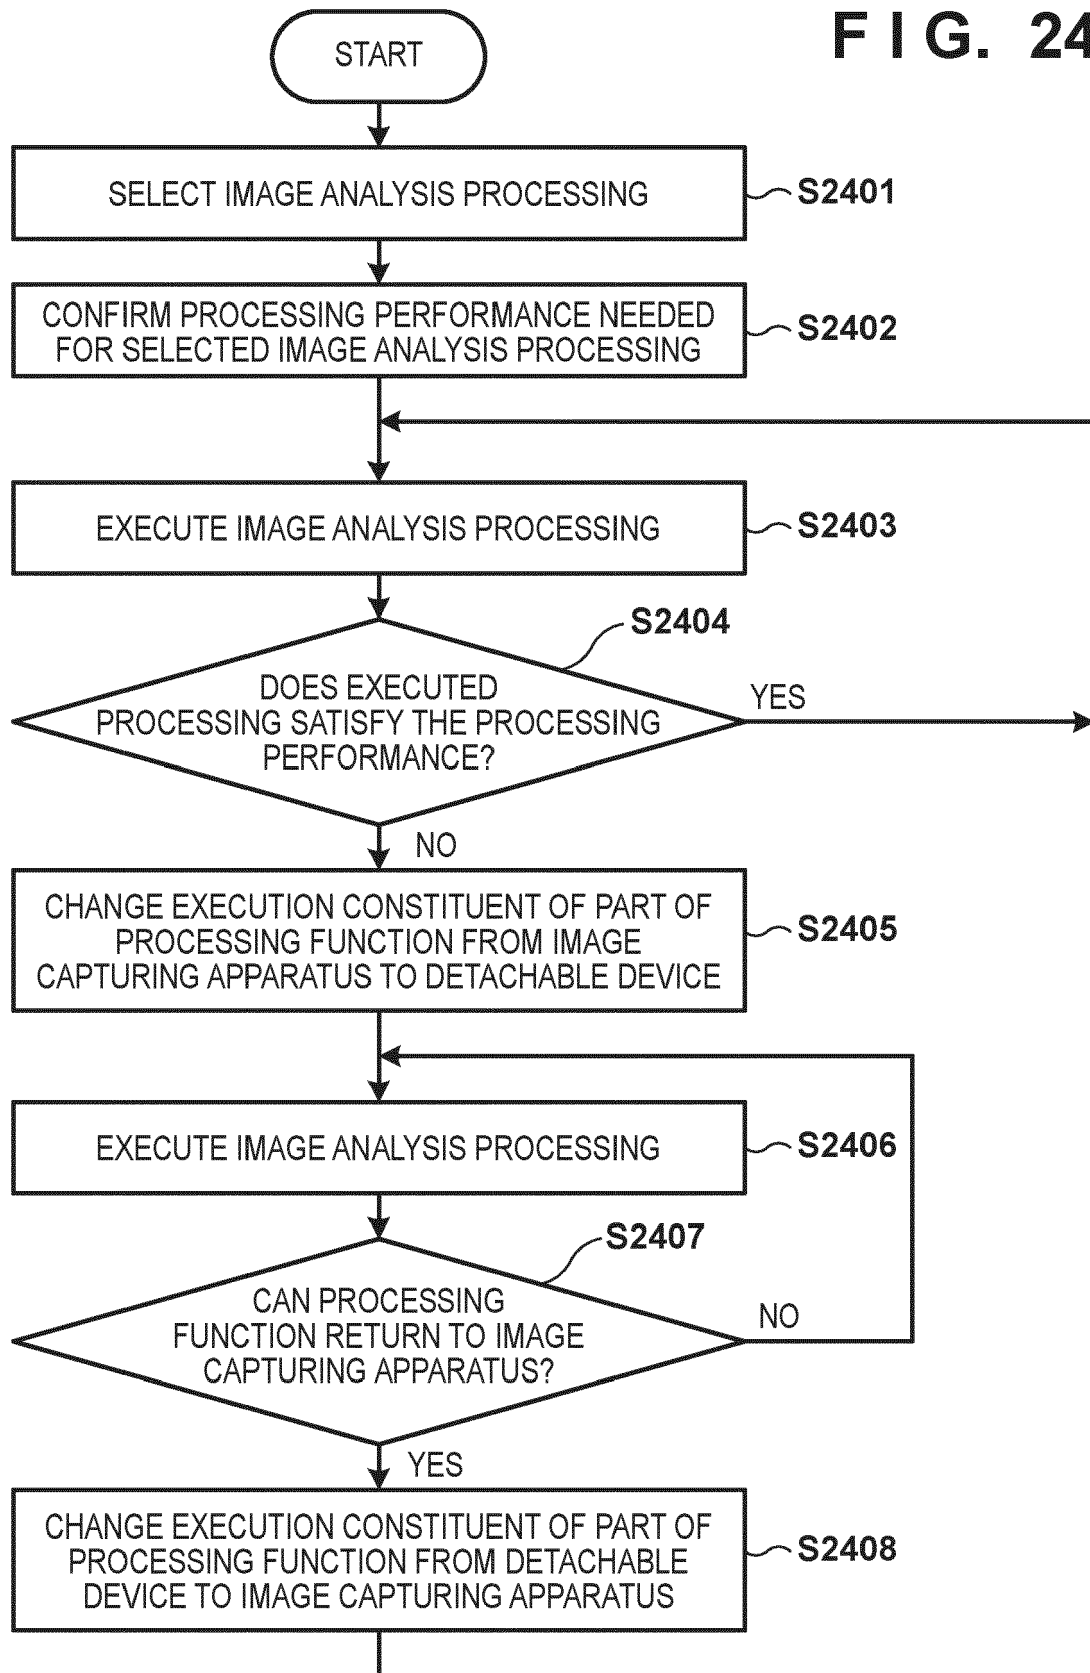 FIG. 24
START
SELECT IMAGE ANALYSIS PROCESSING
S2401
CONFIRM PROCESSING PERFORMANCE NEEDED
FOR SELECTED IMAGE ANALYSIS PROCESSING
S2402
EXECUTE IMAGE ANALYSIS PROCESSING
S2403
S2404
DOES EXECUTED
PROCESSING SATISFY THE PROCESSING
PERFORMANCE?
YES
NO
CHANGE EXECUTION CONSTITUENT OF PART OF
PROCESSING FUNCTION FROM IMAGE
CAPTURING APPARATUS TO DETACHABLE DEVICE
S2405
EXECUTE IMAGE ANALYSIS PROCESSING
S2406
S2407
CAN PROCESSING
FUNCTION RETURN TO IMAGE
CAPTURING APPARATUS?
NO
YES
CHANGE EXECUTION CONSTITUENT OF PART OF
PROCESSING FUNCTION FROM DETACHABLE
DEVICE TO IMAGE CAPTURING APPARATUS
S2408